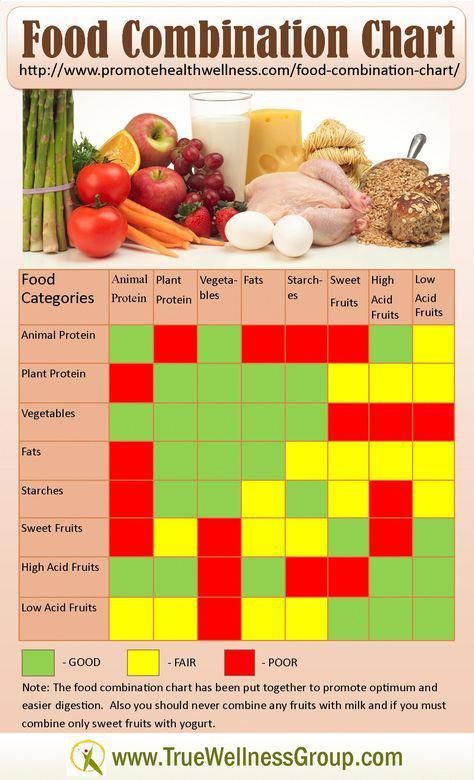 Food Combination Chart
http://www.promotehealthwellness.com/food-combination-chart/
Food Categories
Animal Protein
Plant Protein
Vegeta-bles
Fats
Starch-es
Sweet Fruits
High Acid Fruits
Low Acid Fruits
Animal Protein
Plant Protein
Vegetables
Fats
Starches
Sweet Fruits
High Acid Fruits
Low Acid Fruits
- GOOD
- FAIR
- POOR
Note: The food combination chart has been put together to promote optimum and
easier digestion. Also you should never combine any fruits with milk and if you must
combine only sweet fruits with yogurt.
www.TrueWellnessGroup.com